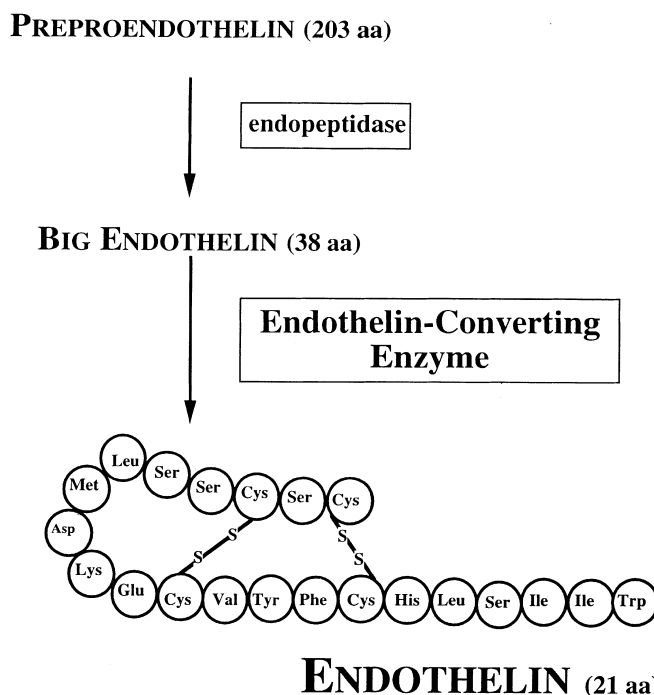 PREPROENDOTHELIN (203 aa)
endopeptidase
BIG ENDOTHELIN (38 aa)
Endothelin-Converting
Enzyme
Leu Ser Ser Cys Ser Cys
Met
Asp
Lys
S S
S S
Glu Cys Val Tyr Phe Cys His Leu Ser Ile Ile Trp
ENDOTHELIN (21 aa)